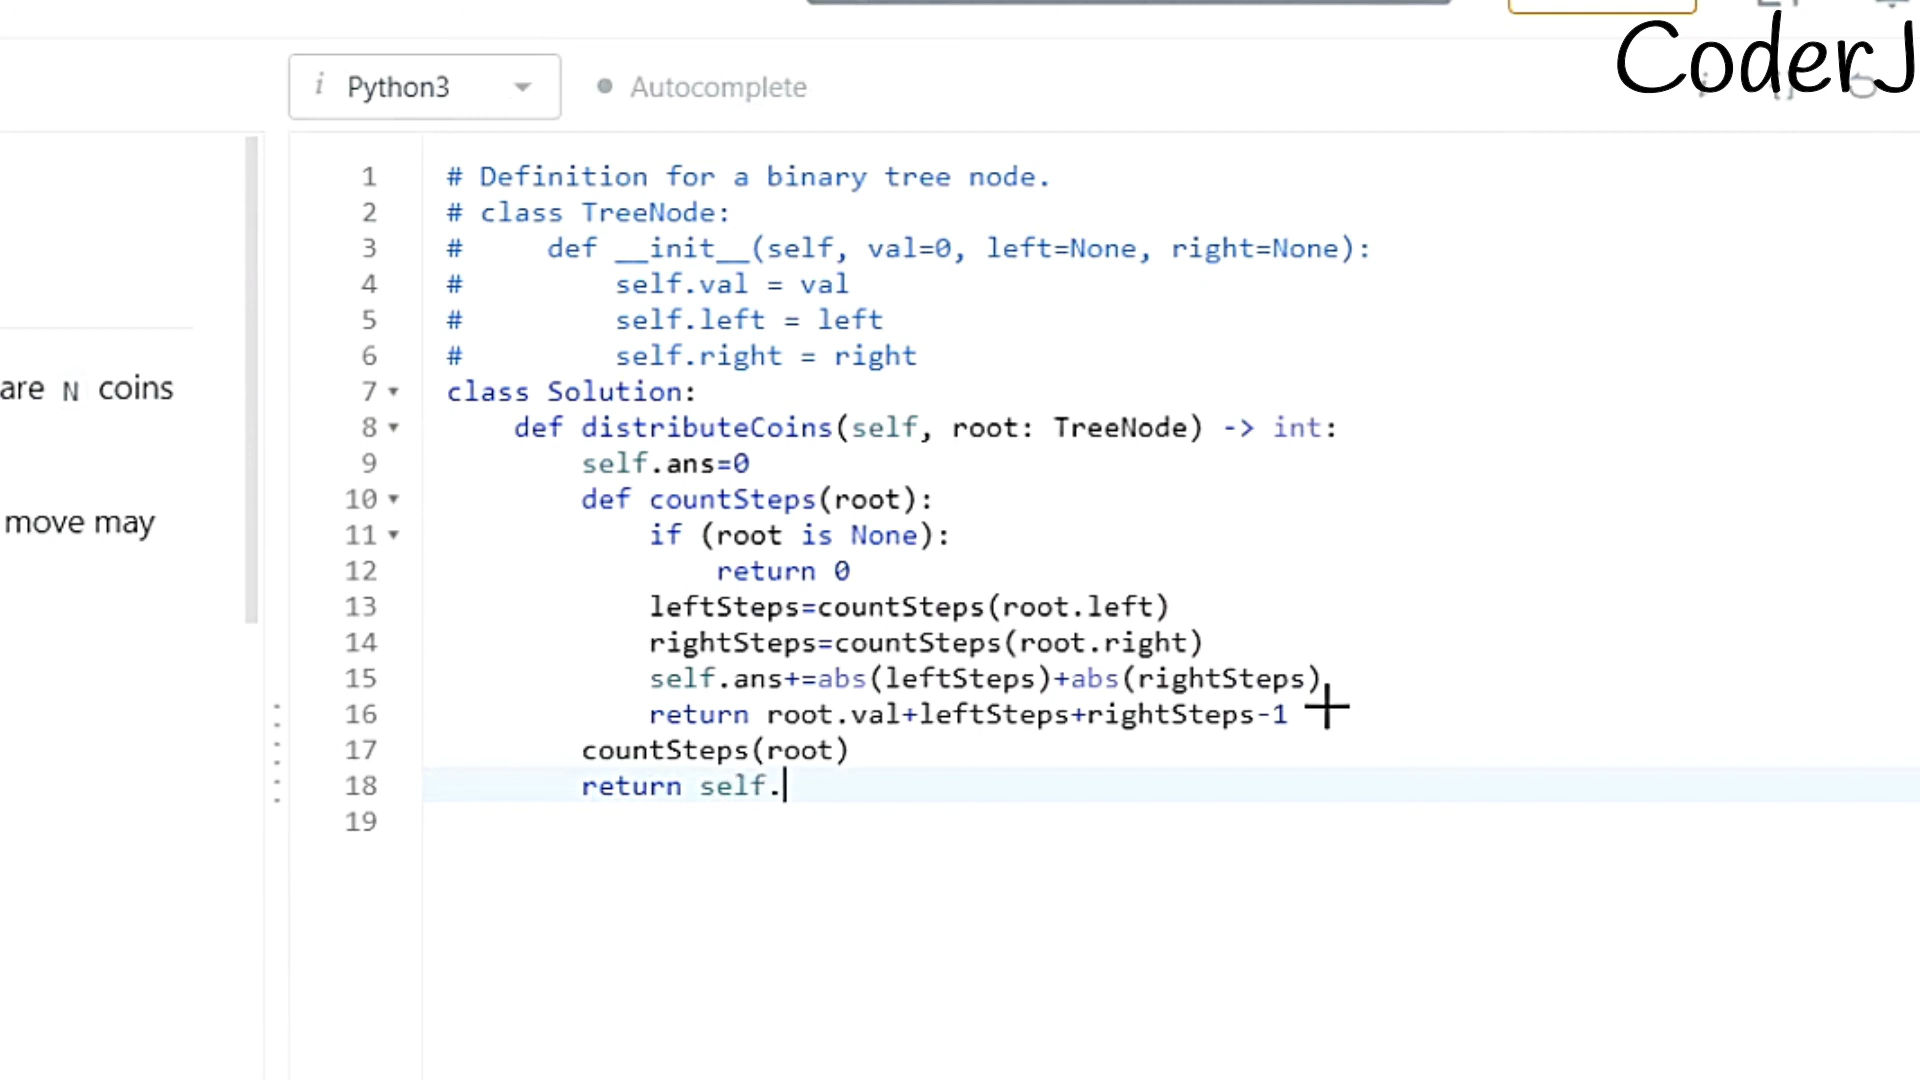 CoderJ
i Python3
Autocomplete
are N coins
move may
1 # Definition for a binary tree node.
2 # class TreeNode:
3 #     def __init__(self, val=0, left=None, right=None):
4 #         self.val = val
5 #         self.left = left
6 #         self.right = right
7 class Solution:
8     def distributeCoins(self, root: TreeNode) -> int:
9         self.ans=0
10         def countSteps(root):
11             if (root is None):
12                 return 0
13             leftSteps=countSteps(root.left)
14             rightSteps=countSteps(root.right)
15             self.ans+=abs(leftSteps)+abs(rightSteps)
16             return root.val+leftSteps+rightSteps-1
17         countSteps(root)
18         return self.
19